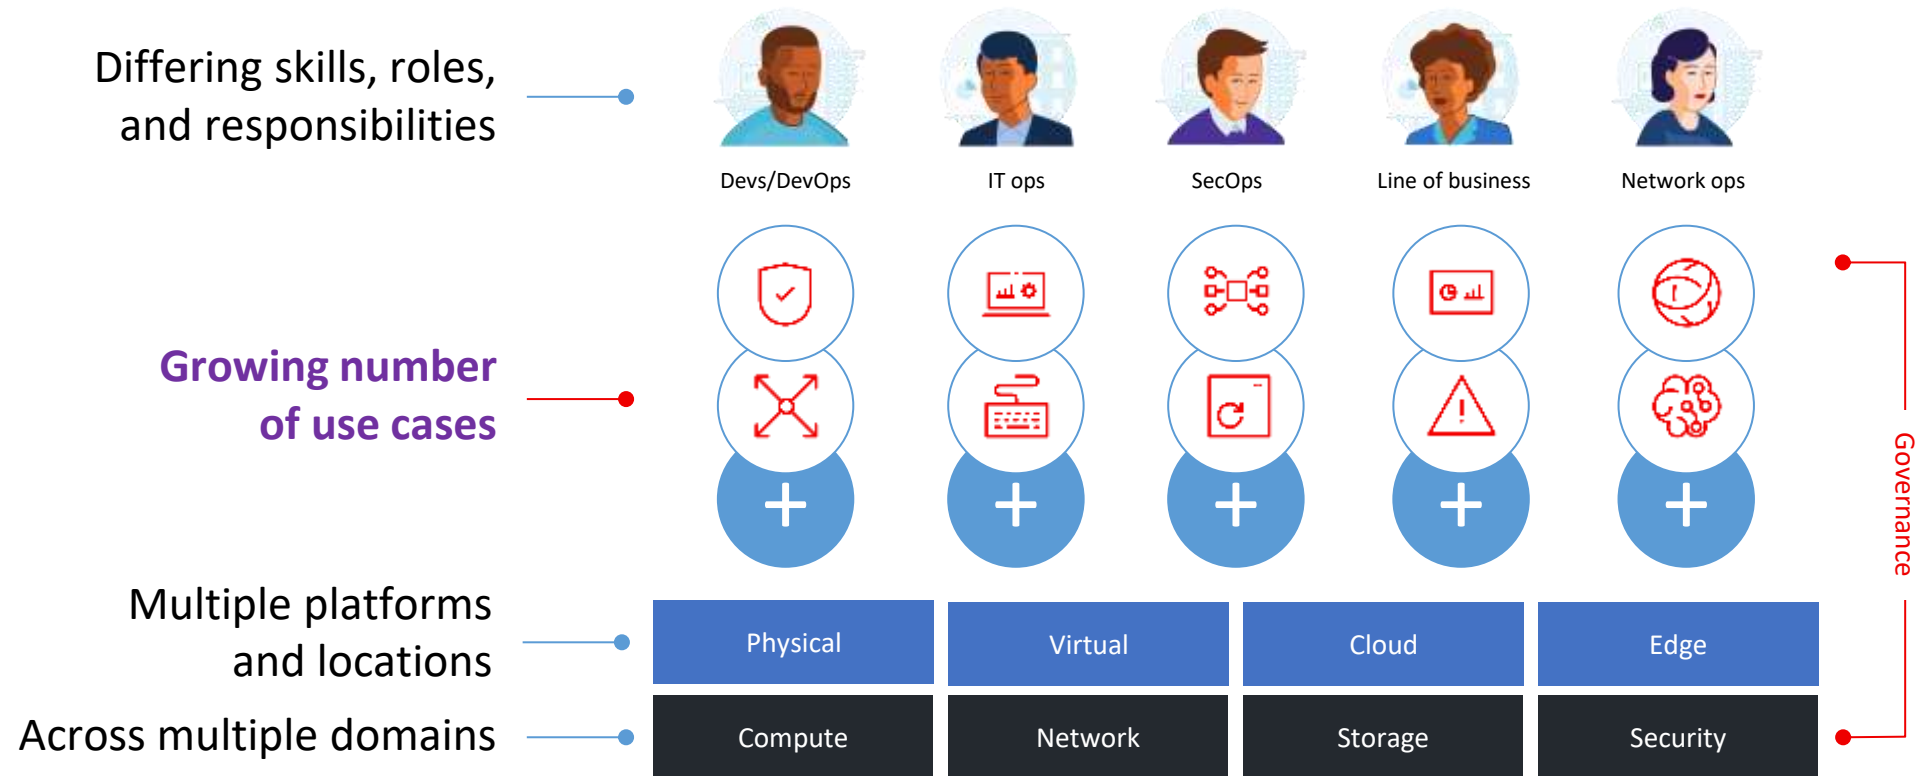 Differing skills, roles,
and responsibilities
Devs/DevOps
IT ops
SecOps
Line of business
Network ops
Growing number
of use cases
Governance
Multiple platforms
and locations
Physical
Virtual
Cloud
Edge
Across multiple domains
Compute
Network
Storage
Security